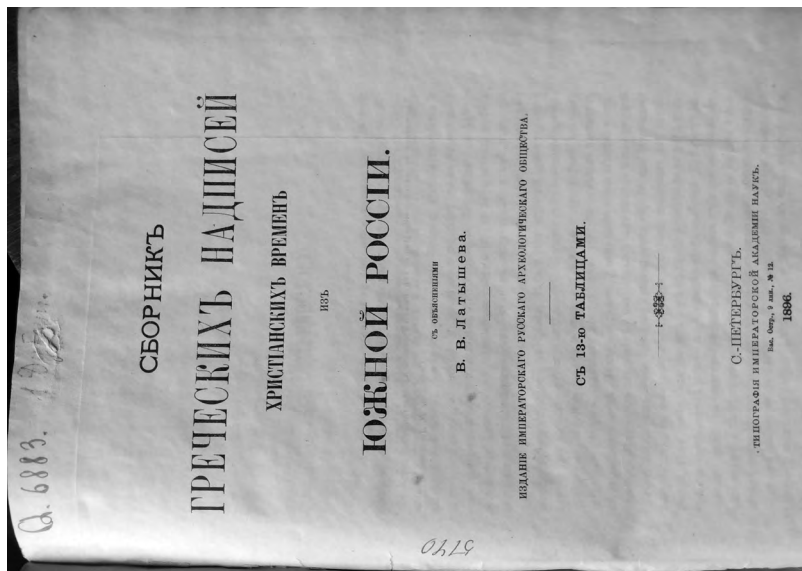 Q. 6883.
СБОРНИКЪ
ГРЕЧЕСКИХЪ НАДПИСЕЙ
ХРИСТІАНСКИХЪ ВРЕМЕНЪ
ИЗЪ
ЮЖНОЙ РОССІИ.
СЪ ОБЪЯСНЕНІЯМИ
В. В. Латышева.
ИЗДАНІЕ ИМПЕРАТОРСКАГО РУССКАГО АРХЕОЛОГИЧЕСКАГО ОБЩЕСТВА.
СЪ 13-ю ТАБЛИЦАМИ.
С.-ПЕТЕРБУРГЪ.
ТИПОГРАФІЯ ИМПЕРАТОРСКОЙ АКАДЕМІИ НАУКЪ.
Вас. Остр., 9 лин., № 12.
1896.
5740